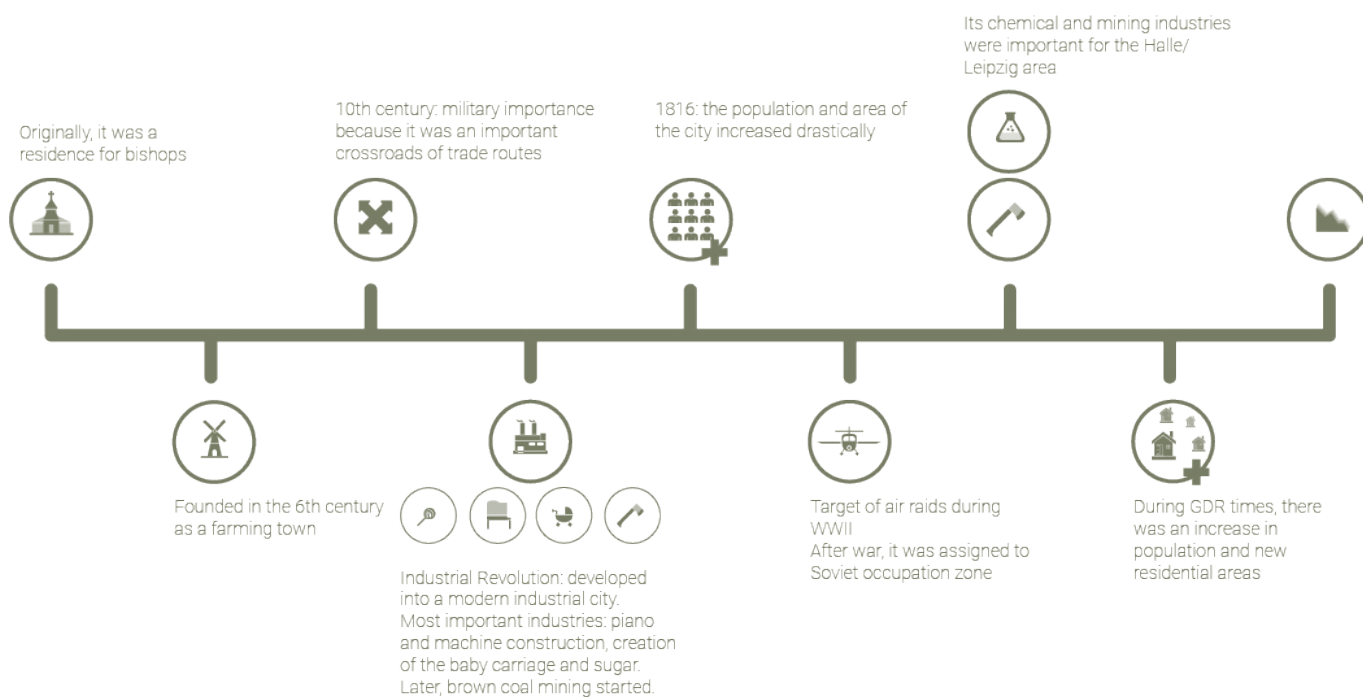 Originally, it was a
residence for bishops
Founded in the 6th century
as a farming town
10th century: military importance
because it was an important
crossroads of trade routes
Industrial Revolution: developed
into a modern industrial city.
Most important industries: piano
and machine construction, creation
of the baby carriage and sugar.
Later, brown coal mining started.
1816: the population and area of
the city increased drastically
Target of air raids during
WWII
After war, it was assigned to
Soviet occupation zone
Its chemical and mining industries
were important for the Halle/
Leipzig area
During GDR times, there
was an increase in
population and new
residential areas